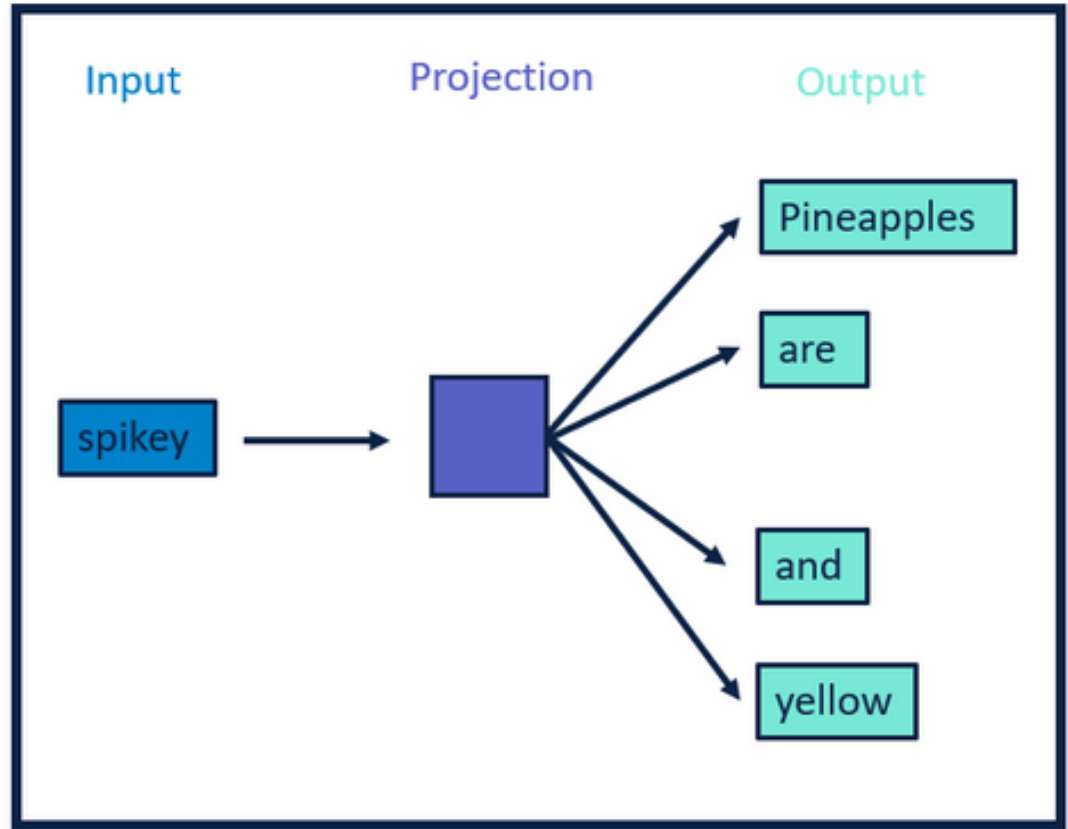 Input
Projection
Output
Pineapples
are
spikey
and
yellow